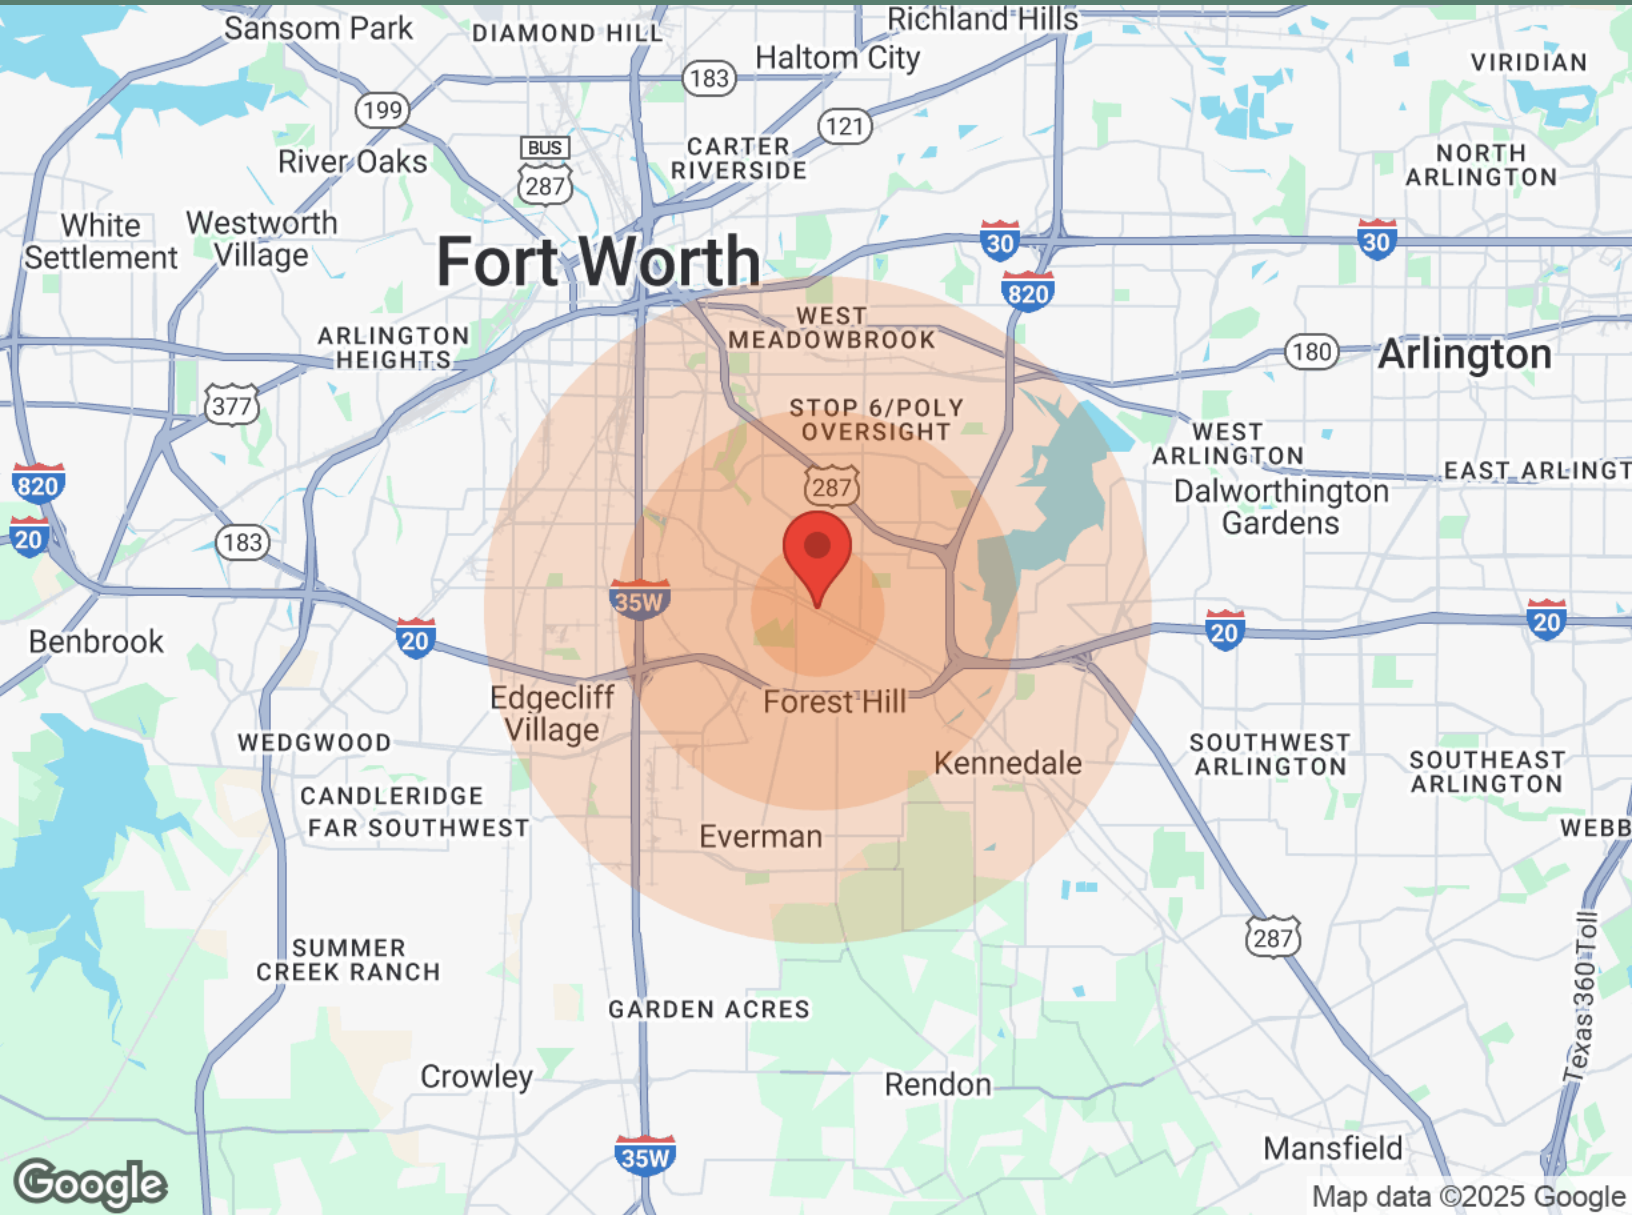 Sansom Park
DIAMOND HILL
Richland Hills
Haltom City
VIRIDIAN
183
199
121
BUS
287
CARTER
RIVERSIDE
River Oaks
NORTH
ARLINGTON
White
Settlement
Westworth
Village
Fort Worth
30
30
820
WEST
MEADOWBROOK
ARLINGTON
HEIGHTS
180
Arlington
377
STOP 6/POLY
OVERSIGHT
WEST
ARLINGTON
EAST ARLINGT
820
287
Dalworthington
Gardens
20
183
35W
20
20
20
Benbrook
Edgecliff
Village
Forest Hill
WEDGWOOD
Kennedale
SOUTHWEST
ARLINGTON
SOUTHEAST
ARLINGTON
CANDLERIDGE
FAR SOUTHWEST
Everman
WEBB
287
SUMMER
CREEK RANCH
Texas 360 Toll
GARDEN ACRES
Crowley
Rendon
35W
Mansfield
Google
Map data ©2025 Google